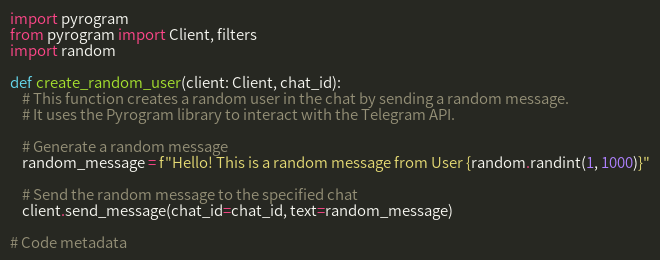 import pyrogram
from pyrogram import Client, filters
import random
def create_random_user(client: Client, chat_id):
# This function creates a random user in the chat by sending a random message.
# It uses the Pyrogram library to interact with the Telegram API.
# Generate a random message
random_message = f"Hello! This is a random message from User {random.randint(1, 1000)}"
# Send the random message to the specified chat
client.send_message(chat_id=chat_id, text=random_message)
# Code metadata